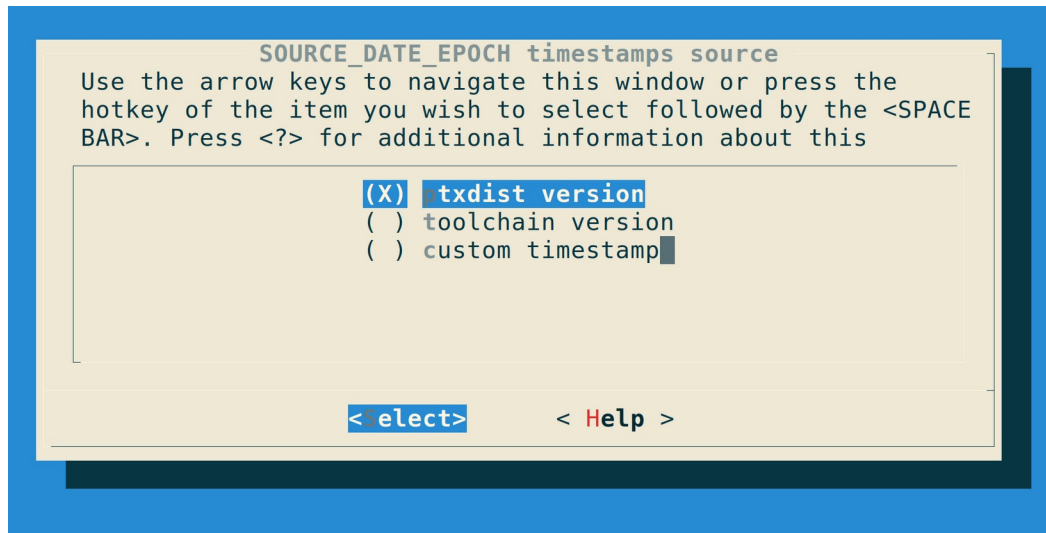 SOURCE_DATE_EPOCH timestamps source
Use the arrow keys to navigate this window or press the
hotkey of the item you wish to select followed by the <SPACE
BAR>. Press <?> for additional information about this
(X) ptxdist version
( ) toolchain version
( ) custom timestamp
<Select> < Help >